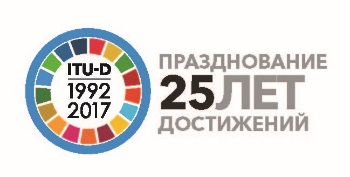 ITU-D
1992
2017
ПРАЗДНОВАНИЕ
25ЛЕТ
ДОСТИЖЕНИЙ